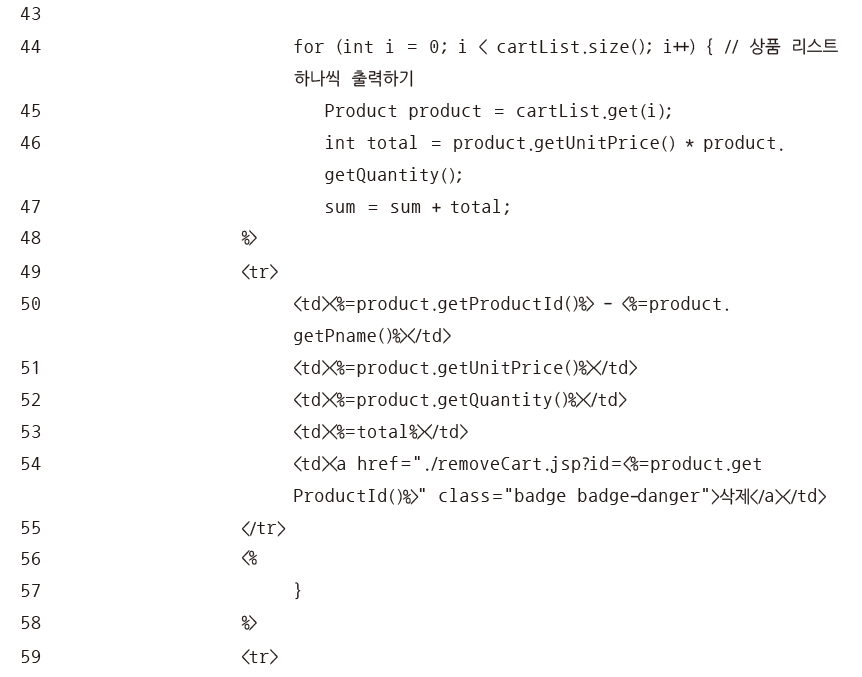 43
44 for (int i = 0; i < cartList.size(); i++) { // 상품 리스트
하나씩 출력하기
45 Product product = cartList.get(i);
46 int total = product.getUnitPrice() * product.
getQuantity();
47 sum = sum + total;
48 %>
49 <tr>
50 <td><%=product.getProductId()%> - <%=product.
getPname()%></td>
51 <td><%=product.getUnitPrice()%></td>
52 <td><%=product.getQuantity()%></td>
53 <td><%=total%></td>
54 <td><a href="./removeCart.jsp?id=<%=product.get
ProductId()%>" class="badge badge-danger">삭제</a></td>
55 </tr>
56 <%
57 }
58 %>
59 <tr>